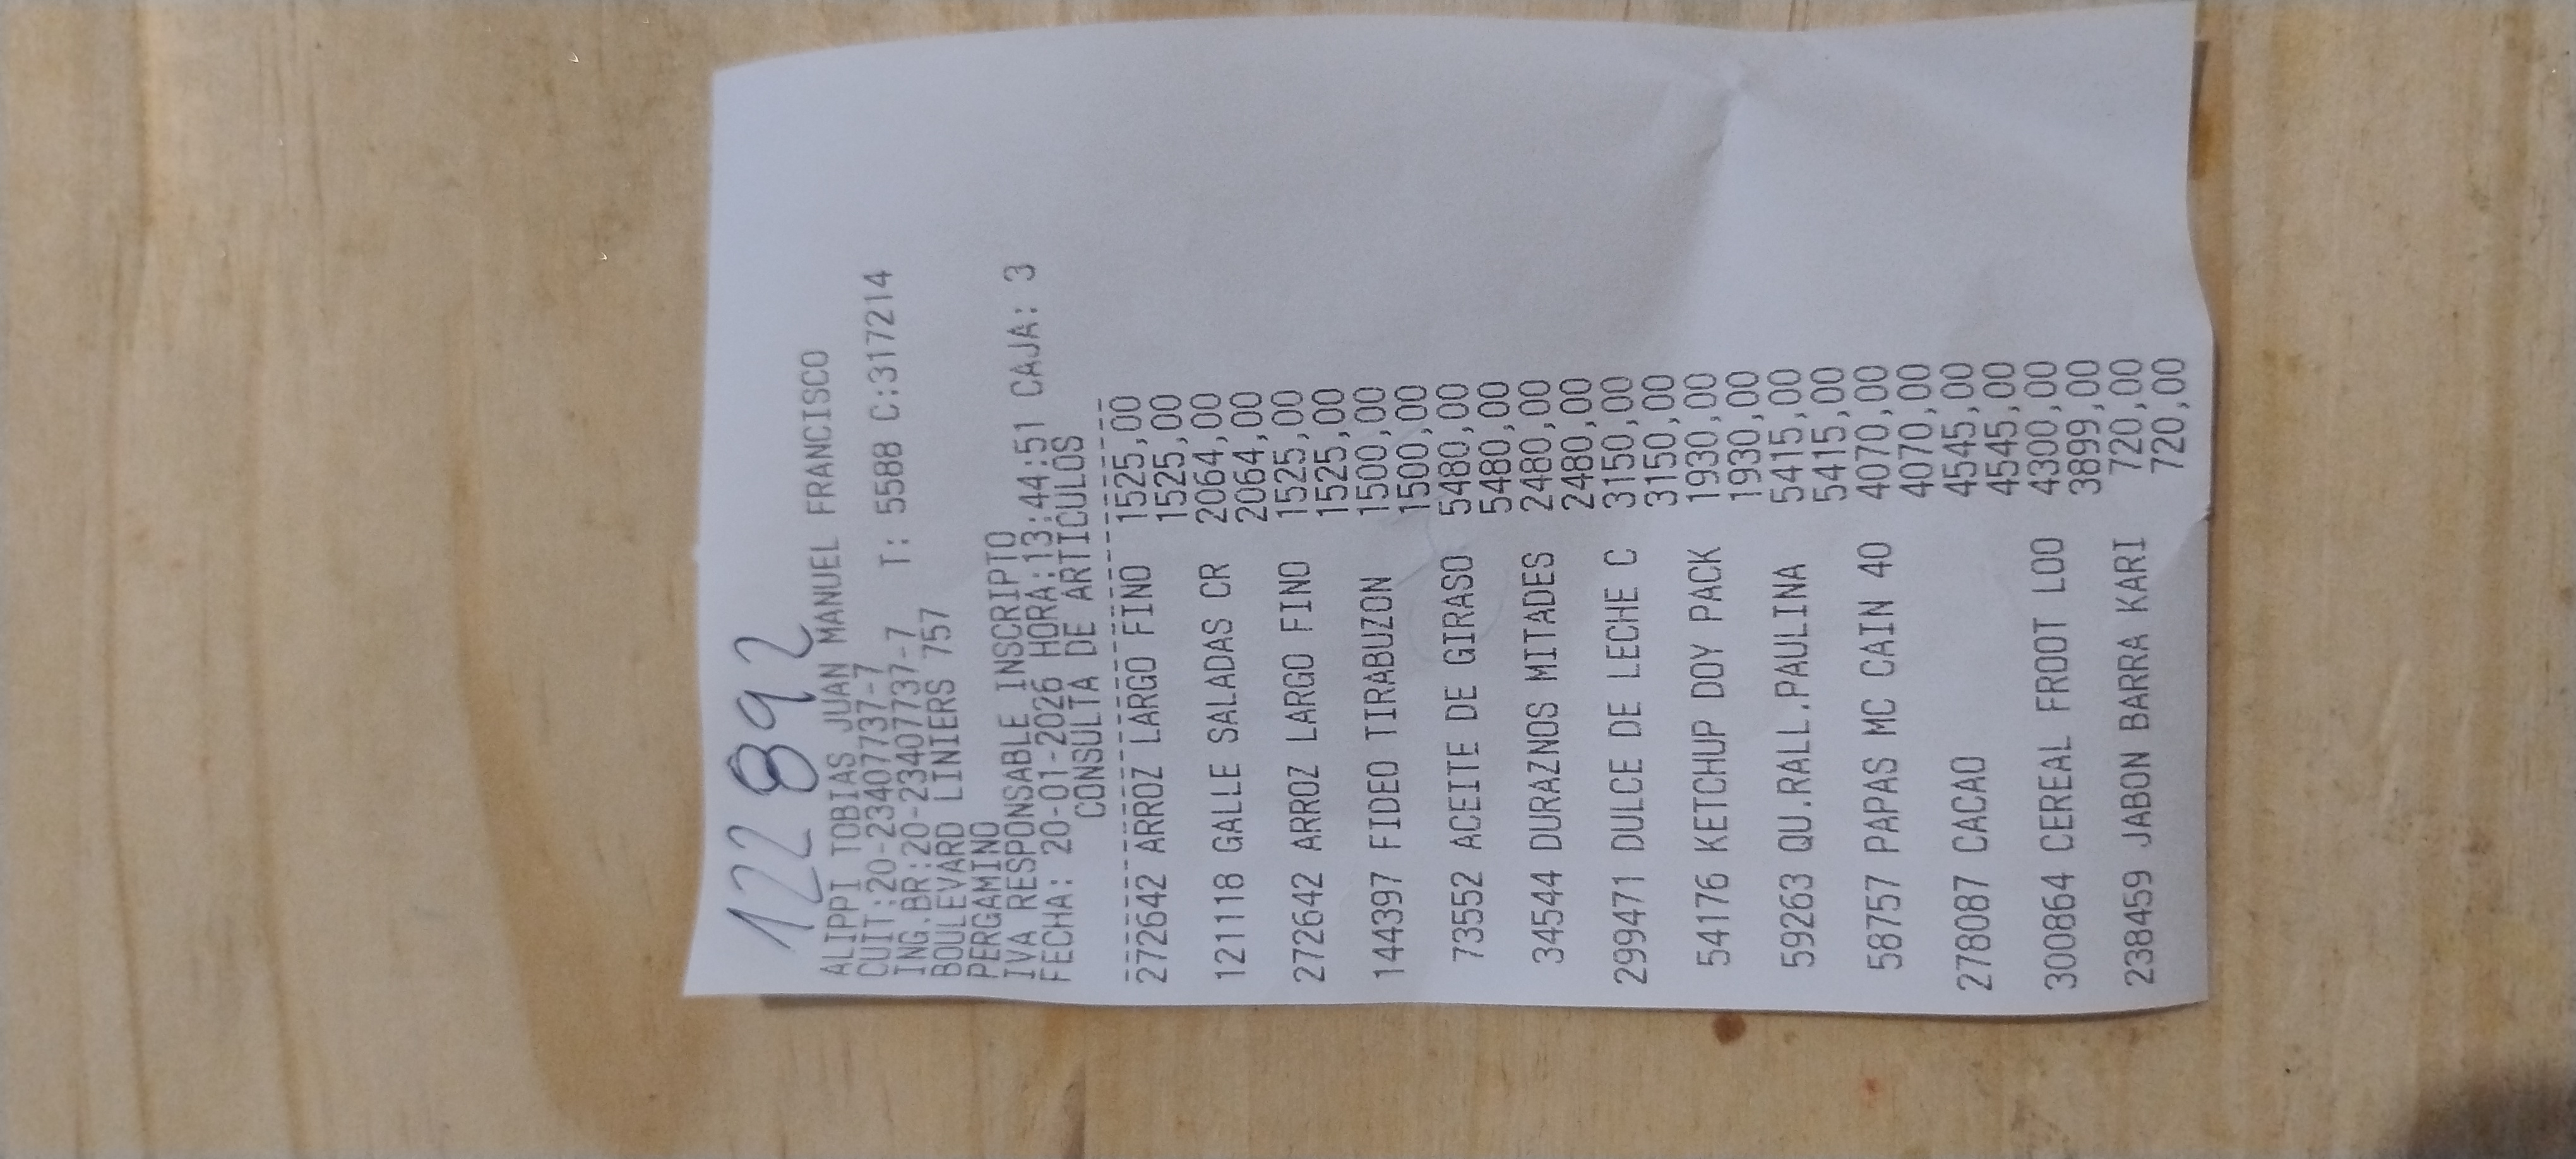 122892
ALIPPI TOBIAS JUAN MANUEL FRANCISCO
CUIT:20-23407737-7
ING.BR:20-23407737-7 T: 5588 C:317214
BOULEVARD LINIERS 757
PERGAMINO
IVA RESPONSABLE INSCRIPTO
FECHA: 20-01-2026 HORA:13:44:51 CAJA: 3
CONSULTA DE ARTICULOS
272642 ARROZ LARGO FINO 1525,00
1525,00
121118 GALLE SALADAS CR 2064,00
2064,00
272642 ARROZ LARGO FINO 1525,00
1525,00
144397 FIDEO TIRABUZON 1500,00
1500,00
73552 ACEITE DE GIRASO 5480,00
5480,00
34544 DURAZNOS MITADES 2480,00
2480,00
299471 DULCE DE LECHE C 3150,00
3150,00
54176 KETCHUP DOY PACK 1930,00
1930,00
59263 QU.RALL.PAULINA 5415,00
5415,00
58757 PAPAS MC CAIN 40 4070,00
4070,00
278087 CACAO 4545,00
4545,00
300864 CEREAL FROOT LOO 4300,00
3899,00
238459 JABON BARRA KARI 720,00
720,00